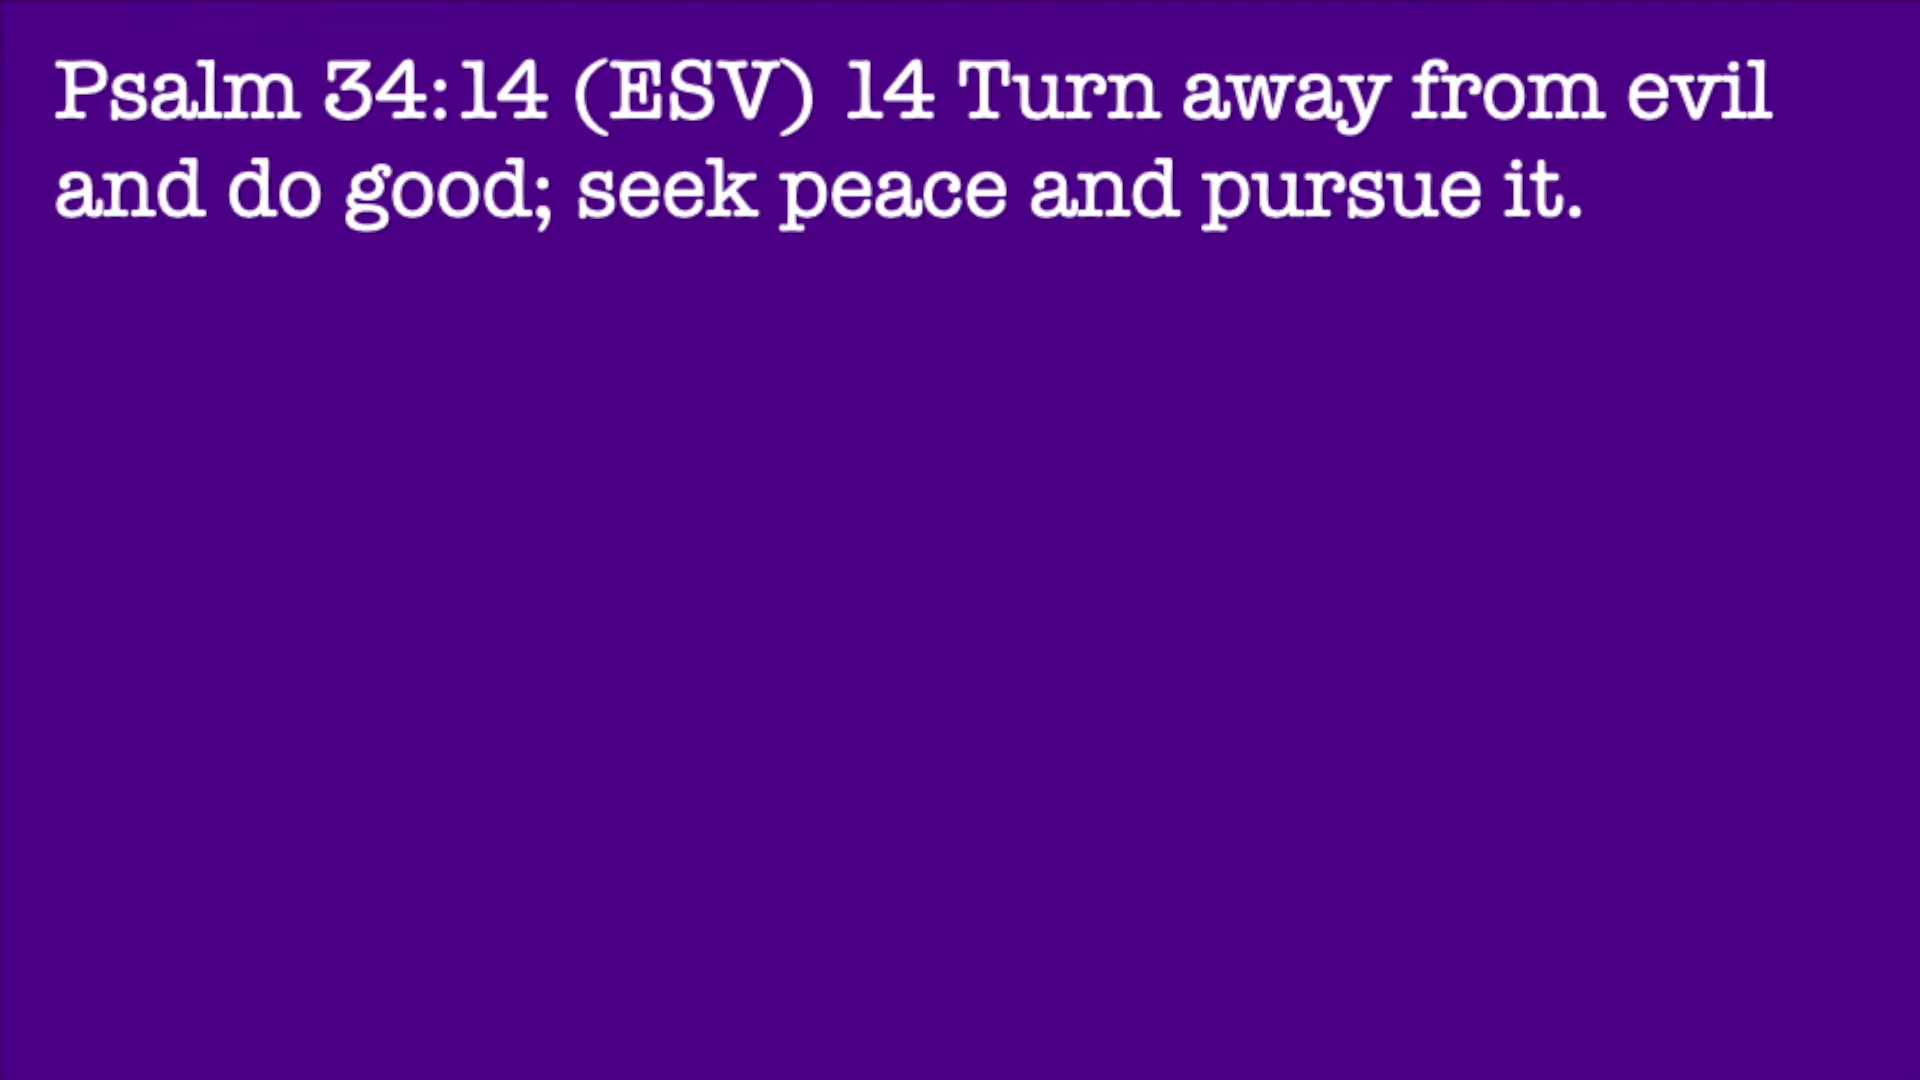 Psalm 34:14 (ESV) 14 Turn away from evil
and do good; seek peace and pursue it.